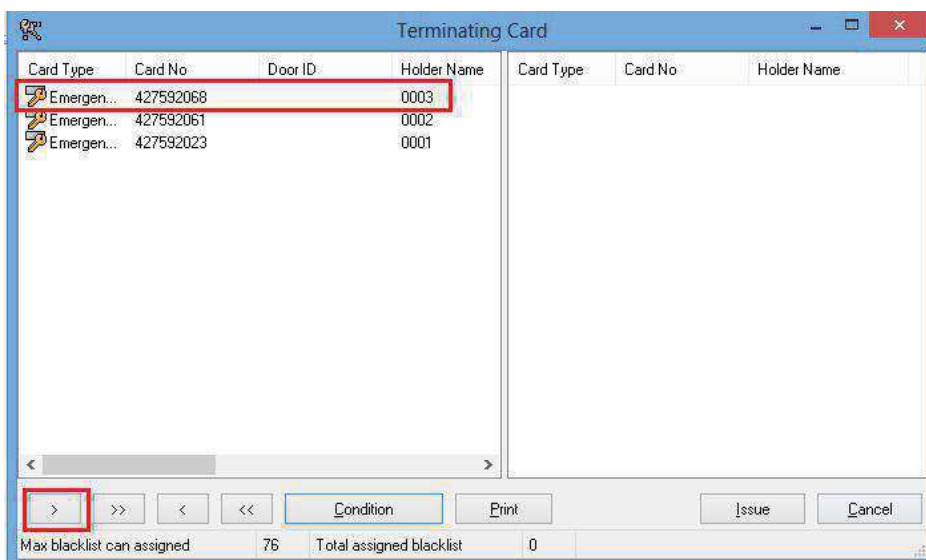 Terminating Card
Card Type Card No Door ID Holder Name Card Type Card No Holder Name
Emergen... 427592068 0003
Emergen... 427592061 0002
Emergen... 427592023 0001
> >> < << Condition Print Issue Cancel
Max blacklist can assigned 76 Total assigned blacklist 0